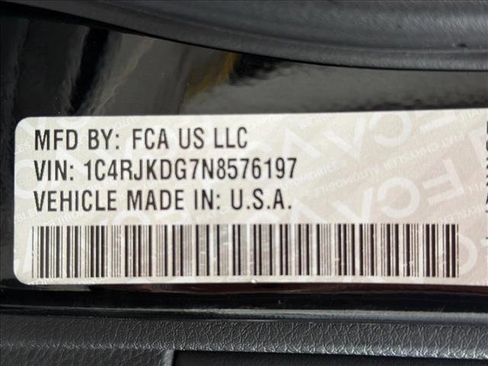 MFD BY: FCA US LLC
VIN: 1C4RJKDG7N8576197
VEHICLE MADE IN: U.S.A.